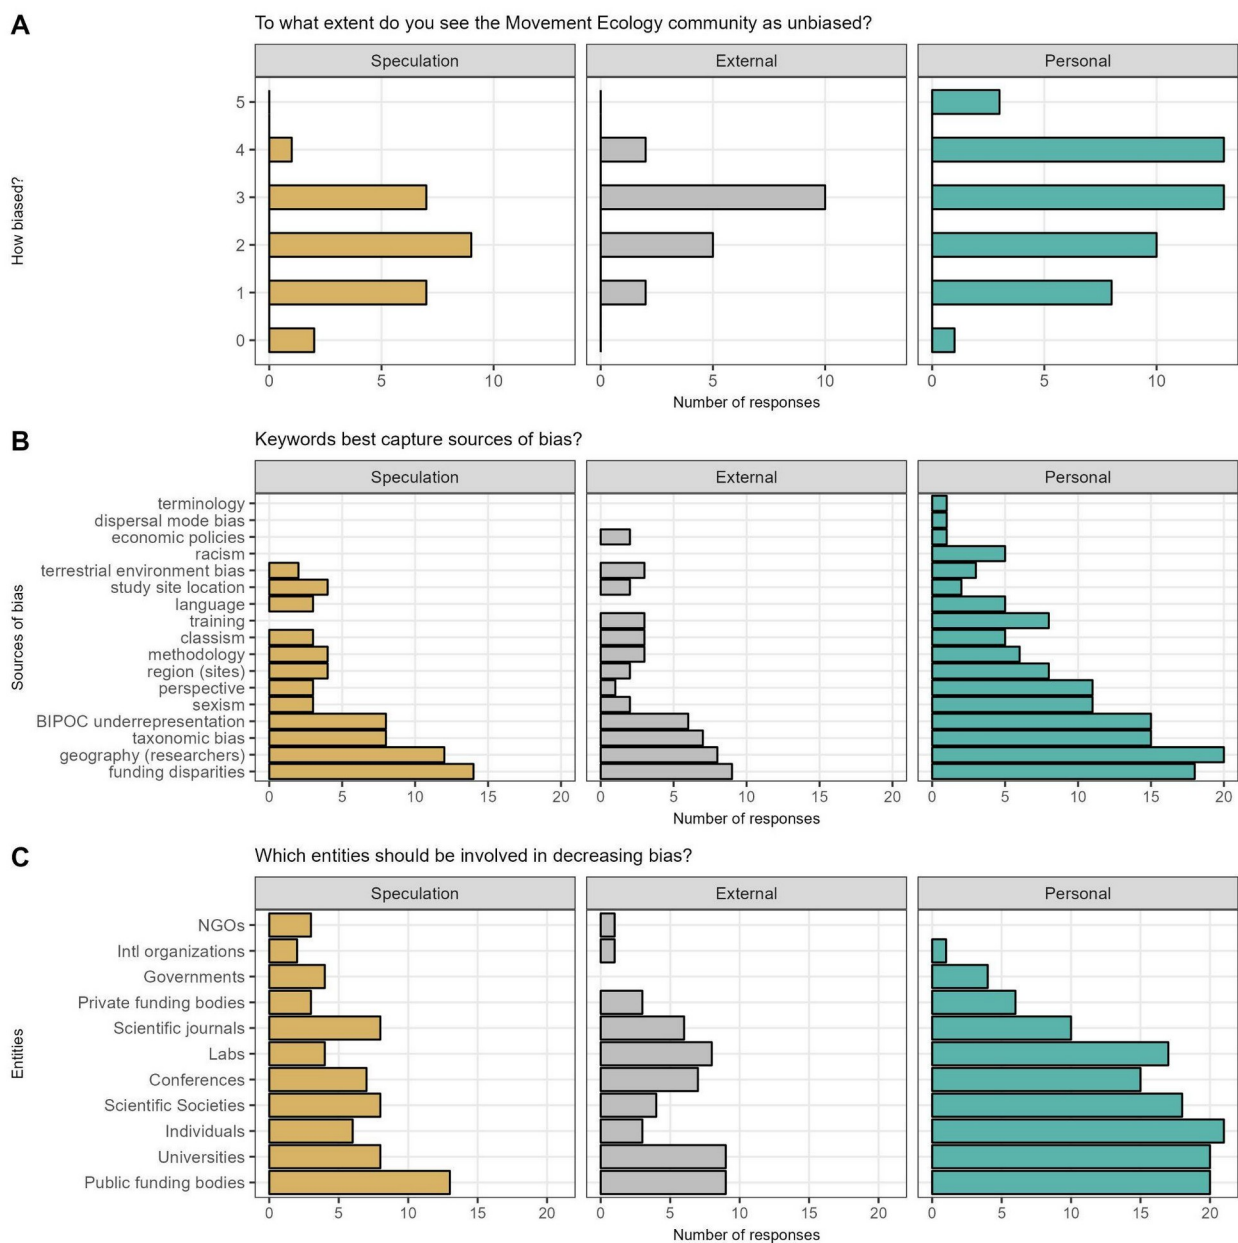 A
To what extent do you see the Movement Ecology community as unbiased?
Speculation
External
Personal
How biased?
5
4
3
2
1
0
0 5 10
0 5 10
0 5 10
Number of responses
B
Keywords best capture sources of bias?
Speculation
External
Personal
Sources of bias
terminology
dispersal mode bias
economic policies
racism
terrestrial environment bias
study site location
language
training
classism
methodology
region (sites)
perspective
sexism
BIPOC underrepresentation
taxonomic bias
geography (researchers)
funding disparities
0 5 10 15 20
0 5 10 15 20
0 5 10 15 20
Number of responses
C
Which entities should be involved in decreasing bias?
Speculation
External
Personal
Entities
NGOs
Intl organizations
Governments
Private funding bodies
Scientific journals
Labs
Conferences
Scientific Societies
Individuals
Universities
Public funding bodies
0 5 10 15 20
0 5 10 15 20
0 5 10 15 20
Number of responses